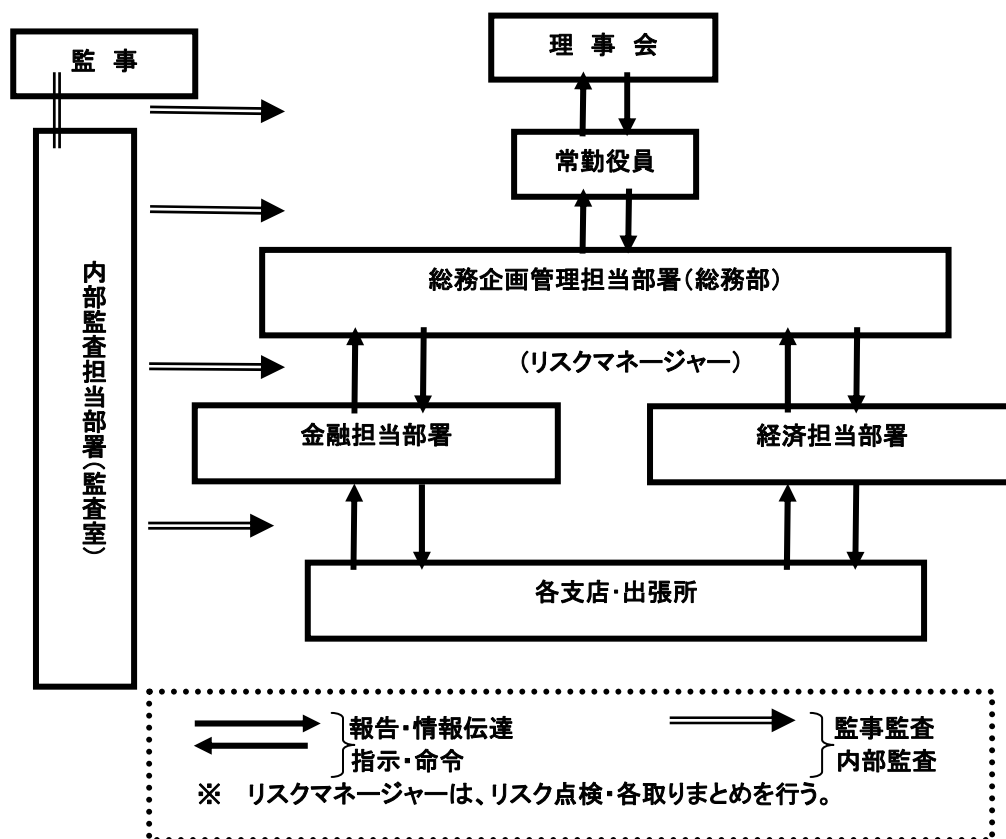 監 事
理 事 会
常勤役員
内部監査担当部署(監査室)
総務企画管理担当部署(総務部)
(リスクマネージャー)
金融担当部署
経済担当部署
各支店・出張所
報告・情報伝達
指示・命令
監事監査
内部監査
※ リスクマネージャーは、リスク点検・各取りまとめを行う。